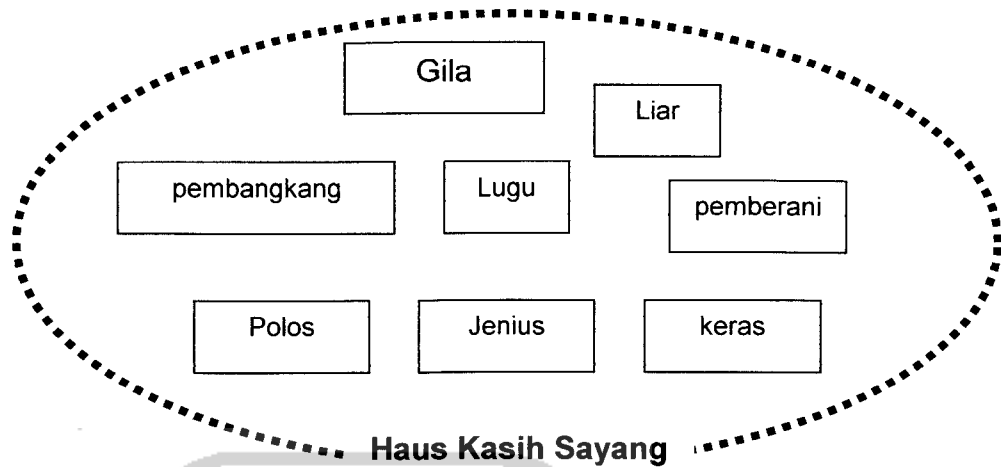 Gila
Liar
pembangkang
Lugu
pemberani
Polos
Jenius
keras
Haus Kasih Sayang